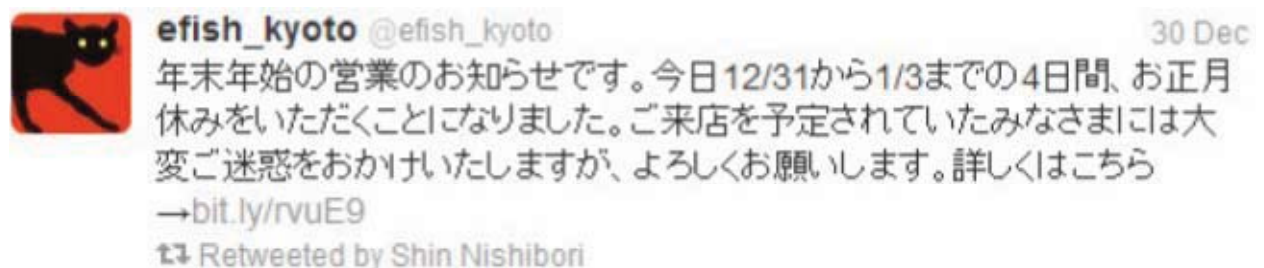 efish_kyoto @efish_kyoto 30 Dec
年末年始の営業のお知らせです。今日12/31から1/3までの4日間、お正月
休みをいただくことになりました。ご来店を予定されていたみなさまには大
変ご迷惑をおかけいたしますが、よろしくお願いします。詳しくはこちら
→bit.ly/rvuE9
Retweeted by Shin Nishibori